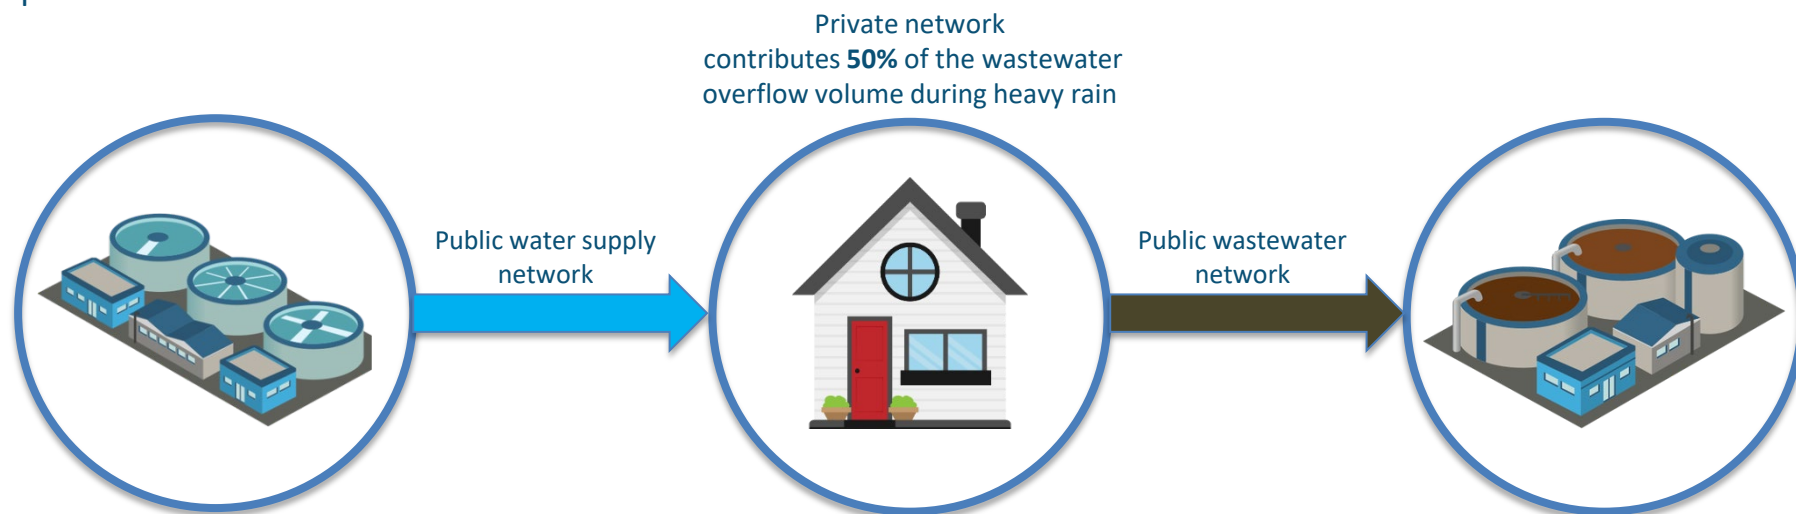 Private network
contributes 50% of the wastewater
overflow volume during heavy rain
Public water supply
network
Public wastewater
network